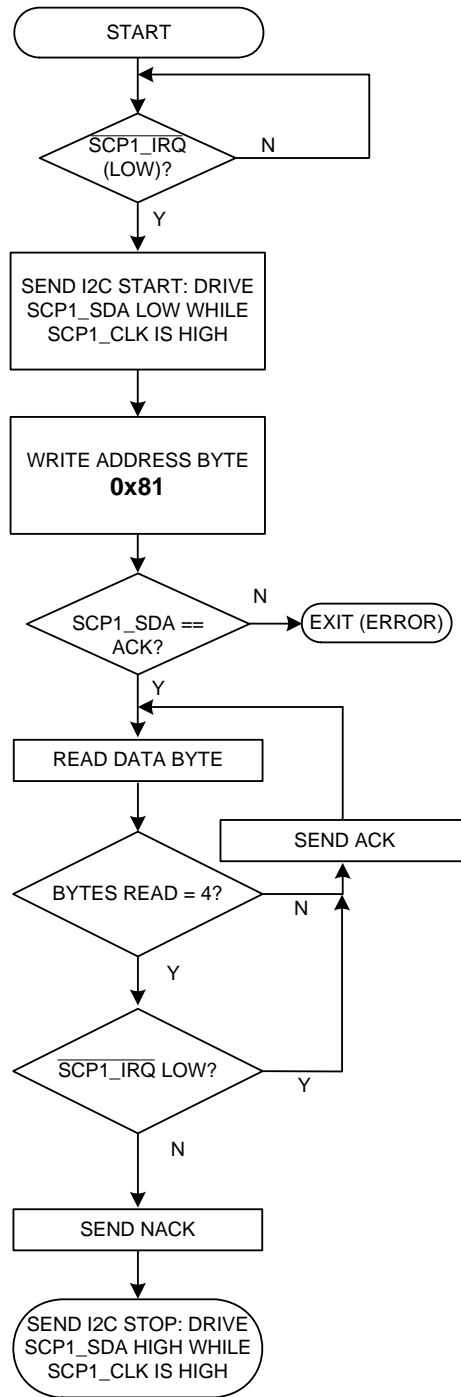 START
SCP1_IRQ
(LOW)?
N
Y
SEND I2C START: DRIVE
SCP1_SDA LOW WHILE
SCP1_CLK IS HIGH
WRITE ADDRESS BYTE
0x81
SCP1_SDA ==
ACK?
N
EXIT (ERROR)
Y
READ DATA BYTE
SEND ACK
BYTES READ = 4?
N
Y
SCP1_IRQ LOW?
Y
N
SEND NACK
SEND I2C STOP: DRIVE
SCP1_SDA HIGH WHILE
SCP1_CLK IS HIGH